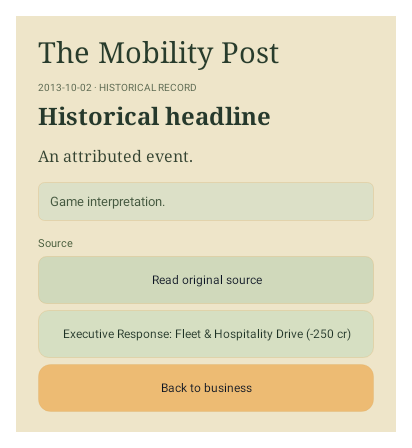 The Mobility Post
2013-10-02 · HISTORICAL RECORD
Historical headline
An attributed event.
Game interpretation.
Source
Read original source
Executive Response: Fleet & Hospitality Drive (-250 cr)
Back to business